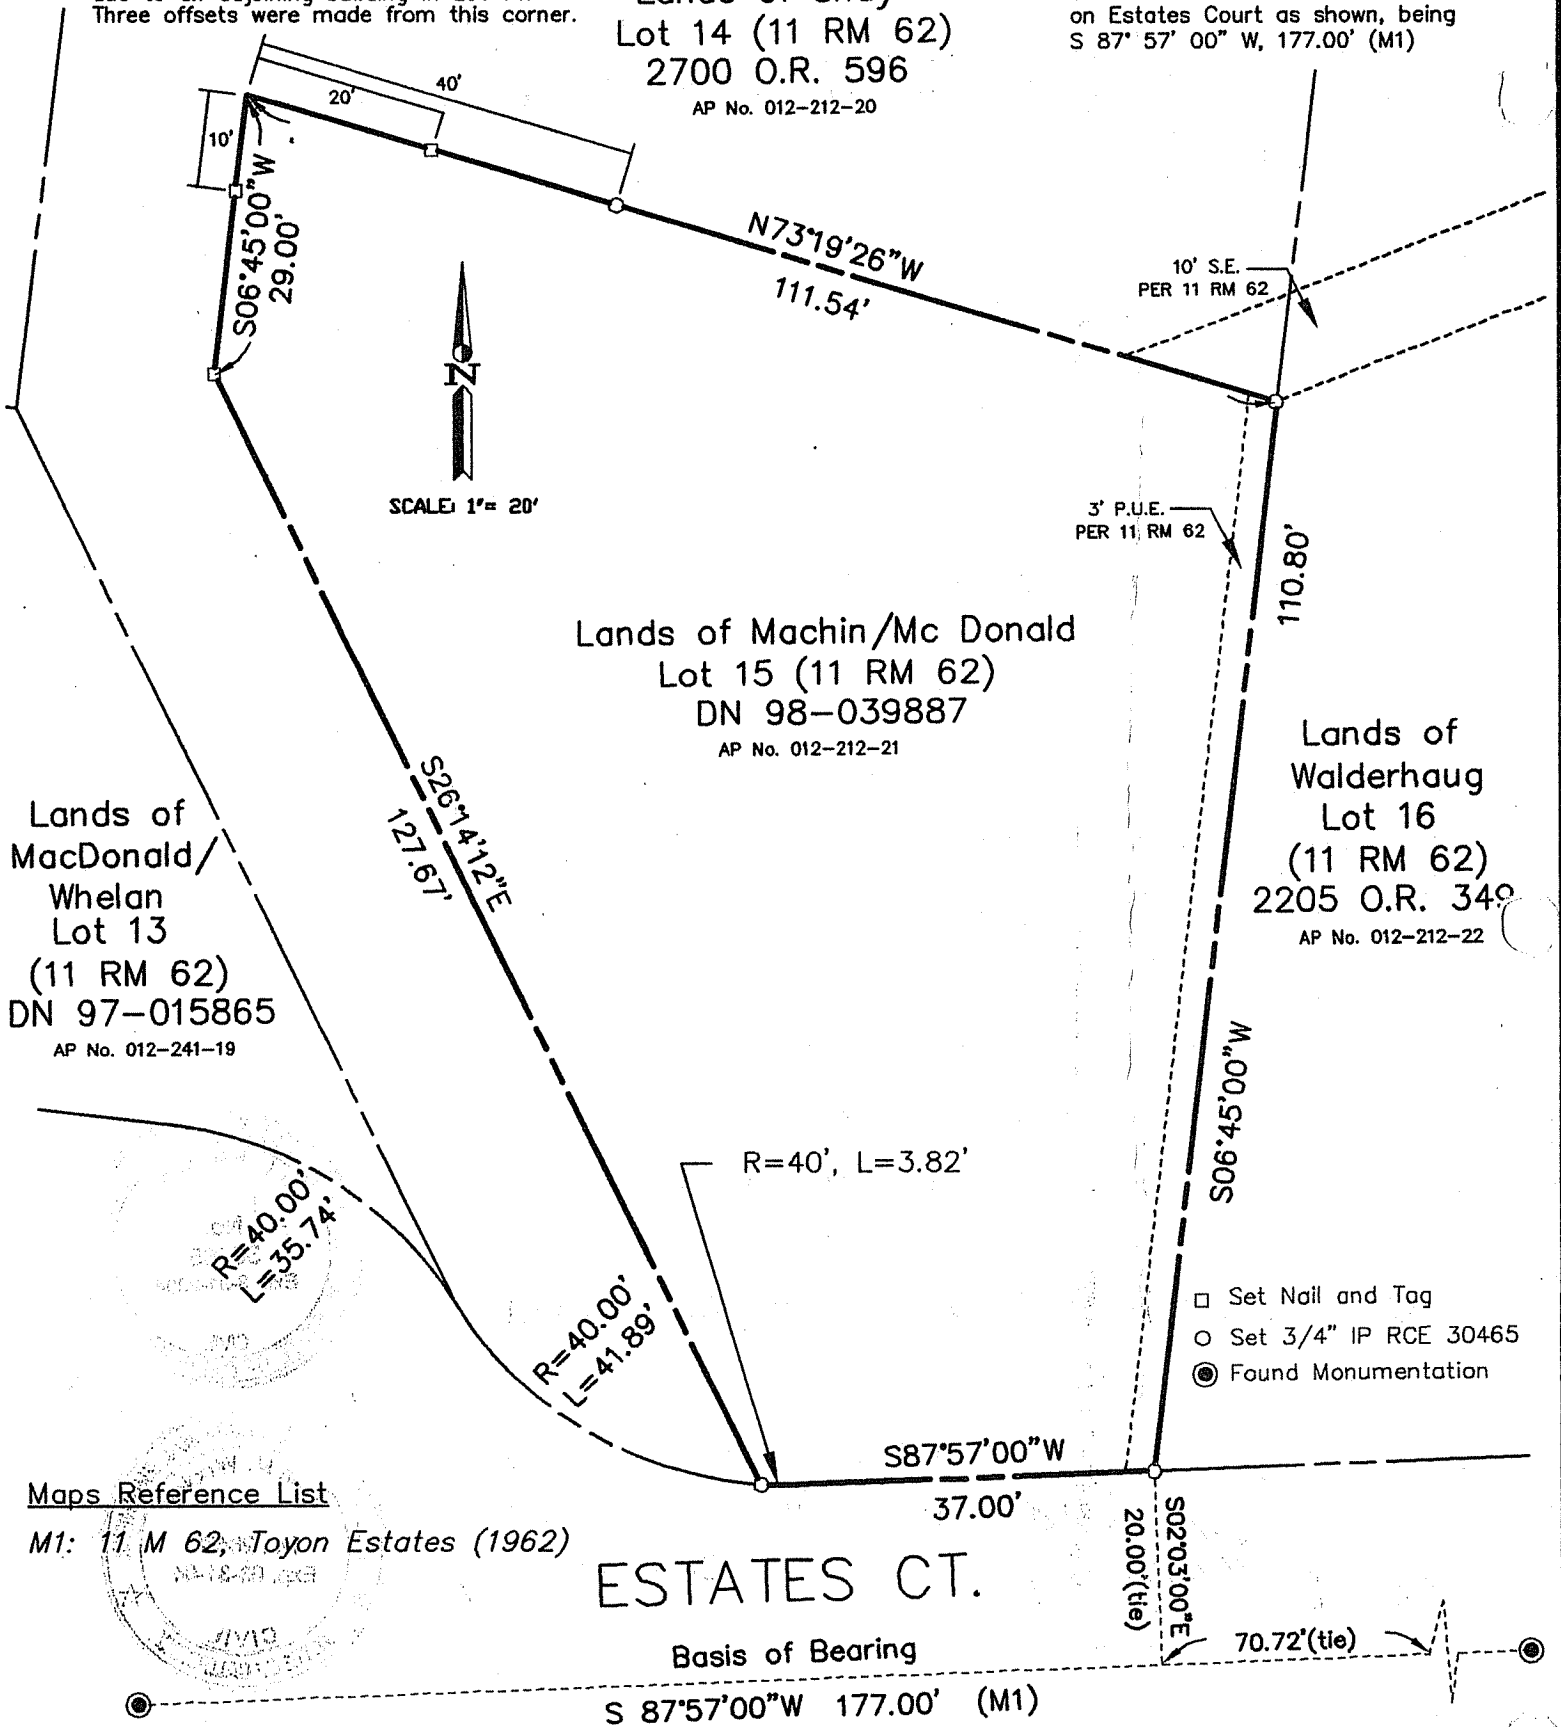 Three offsets were made from this corner.
Lot 14 (11 RM 62)
2700 O.R. 596
AP No. 012-212-20
on Estates Court as shown, being
S 87° 57' 00" W, 177.00' (M1)
40'
20'
10'
S06°45'00"W
29.00'
N73°19'26"W
111.54'
10' S.E.
PER 11 RM 62
N
SCALE: 1"= 20'
3' P.U.E.
PER 11 RM 62
110.80'
Lands of Machin/Mc Donald
Lot 15 (11 RM 62)
DN 98-039887
AP No. 012-212-21
Lands of
Walderhaug
Lot 16
(11 RM 62)
2205 O.R. 349
AP No. 012-212-22
S26°14'12"E
127.67'
Lands of
MacDonald/
Whelan
Lot 13
(11 RM 62)
DN 97-015865
AP No. 012-241-19
S06°45'00"W
R=40', L=3.82'
R=40.00'
L=35.74'
R=40.00'
L=41.89'
□ Set Nail and Tag
○ Set 3/4" IP RCE 30465
◉ Found Monumentation
S87°57'00"W
37.00'
Maps Reference List
M1: 11 M 62, Toyon Estates (1962)
ESTATES CT.
S02°03'00"E
20.00'(tie)
70.72'(tie)
Basis of Bearing
S 87°57'00"W 177.00' (M1)